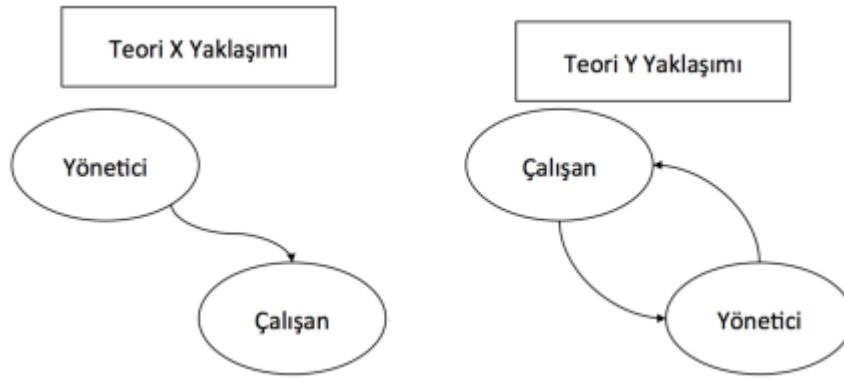 Teori X Yaklaşımı
Yönetici
Çalışan
Teori Y Yaklaşımı
Çalışan
Yönetici